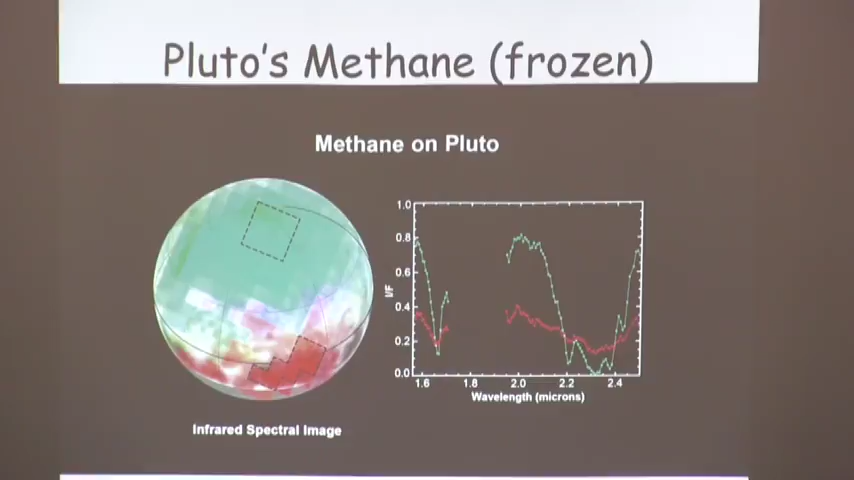 Pluto's Methane (frozen)
Methane on Pluto
1.0
0.8
0.6
0.4
0.2
0.0
I/F
1.6 1.8 2.0 2.2 2.4
Wavelength (microns)
Infrared Spectral Image